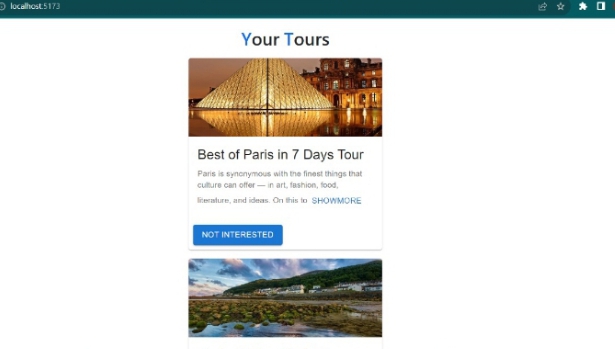 localhost:5173
Your Tours
Best of Paris in 7 Days Tour
Paris is synonymous with the finest things that
culture can offer — in art, fashion, food,
literature, and ideas. On this to SHOWMORE
NOT INTERESTED